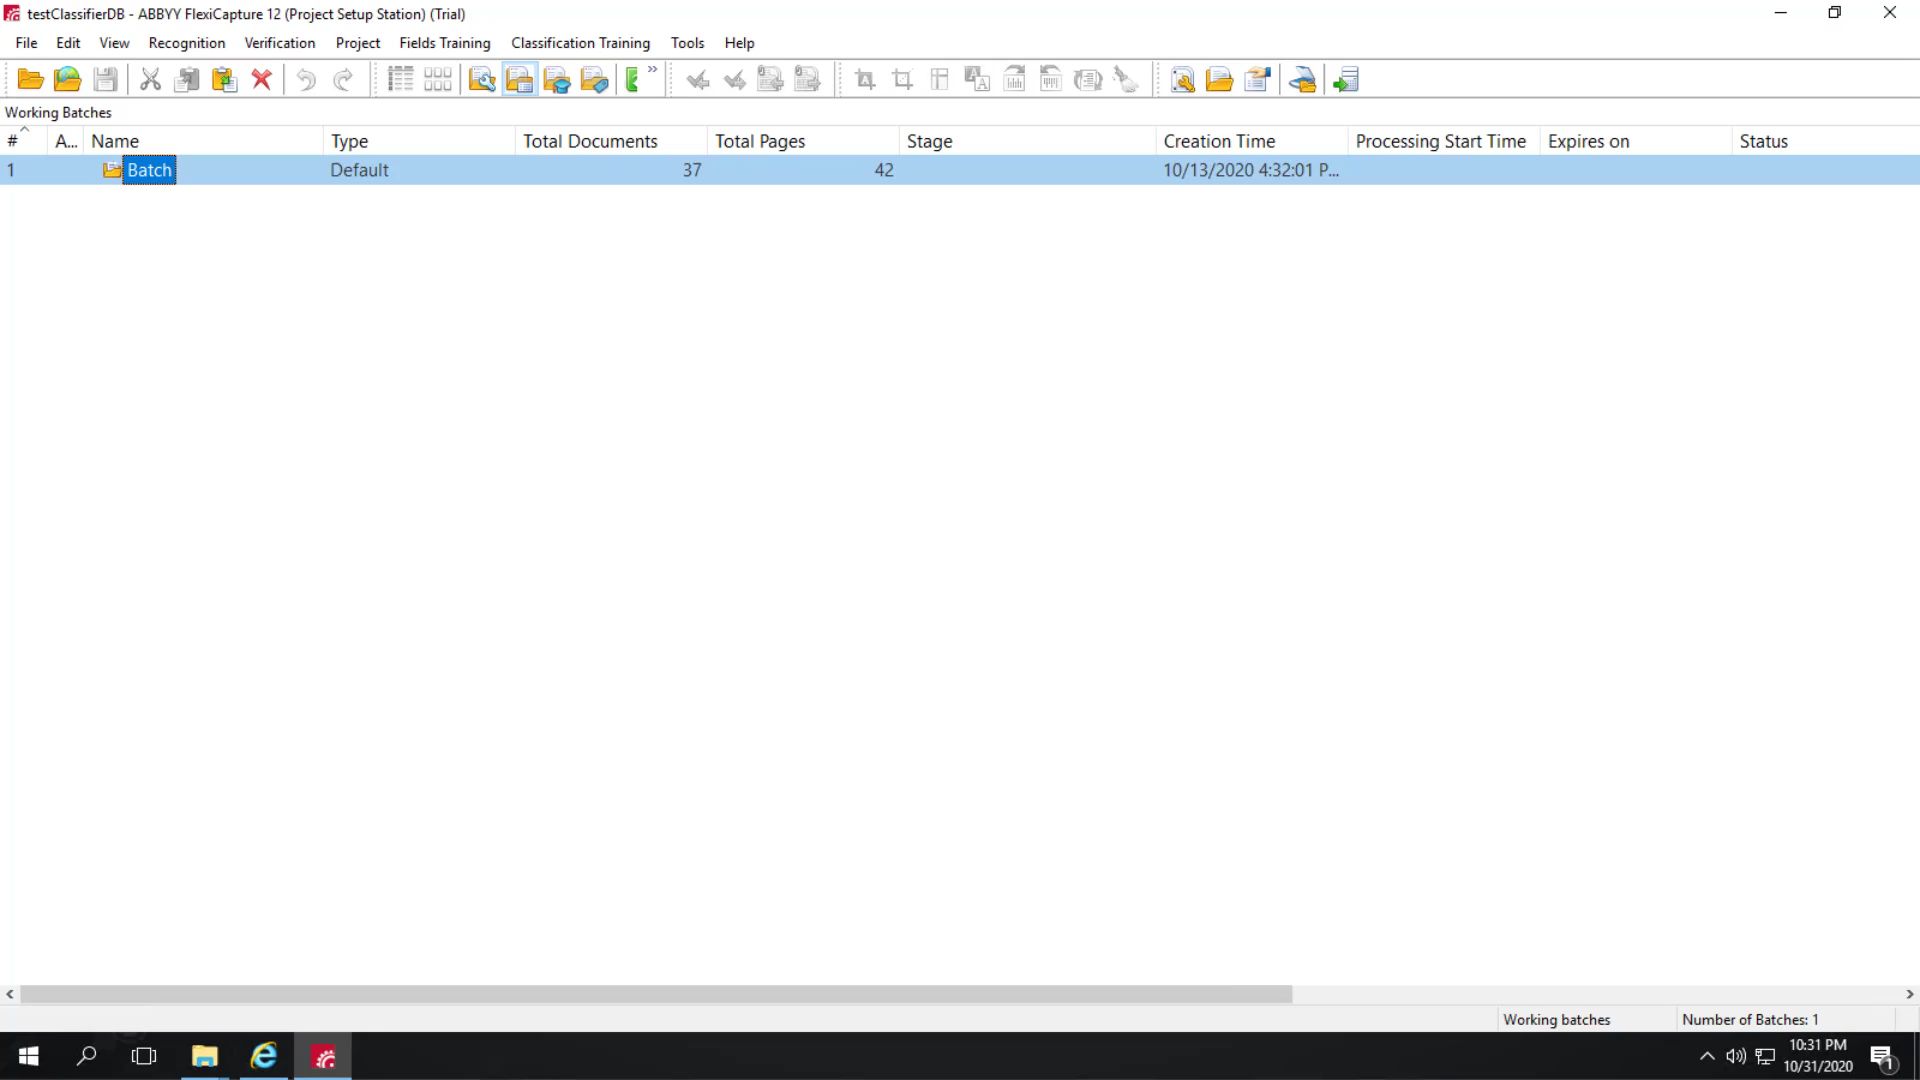 testClassifierDB - ABBYY FlexiCapture 12 (Project Setup Station) (Trial)
File Edit View Recognition Verification Project Fields Training Classification Training Tools Help
Working Batches
# A... Name Type Total Documents Total Pages Stage Creation Time Processing Start Time Expires on Status
1 Batch Default 37 42 10/13/2020 4:32:01 P...
Working batches Number of Batches: 1
10:31 PM
10/31/2020
1